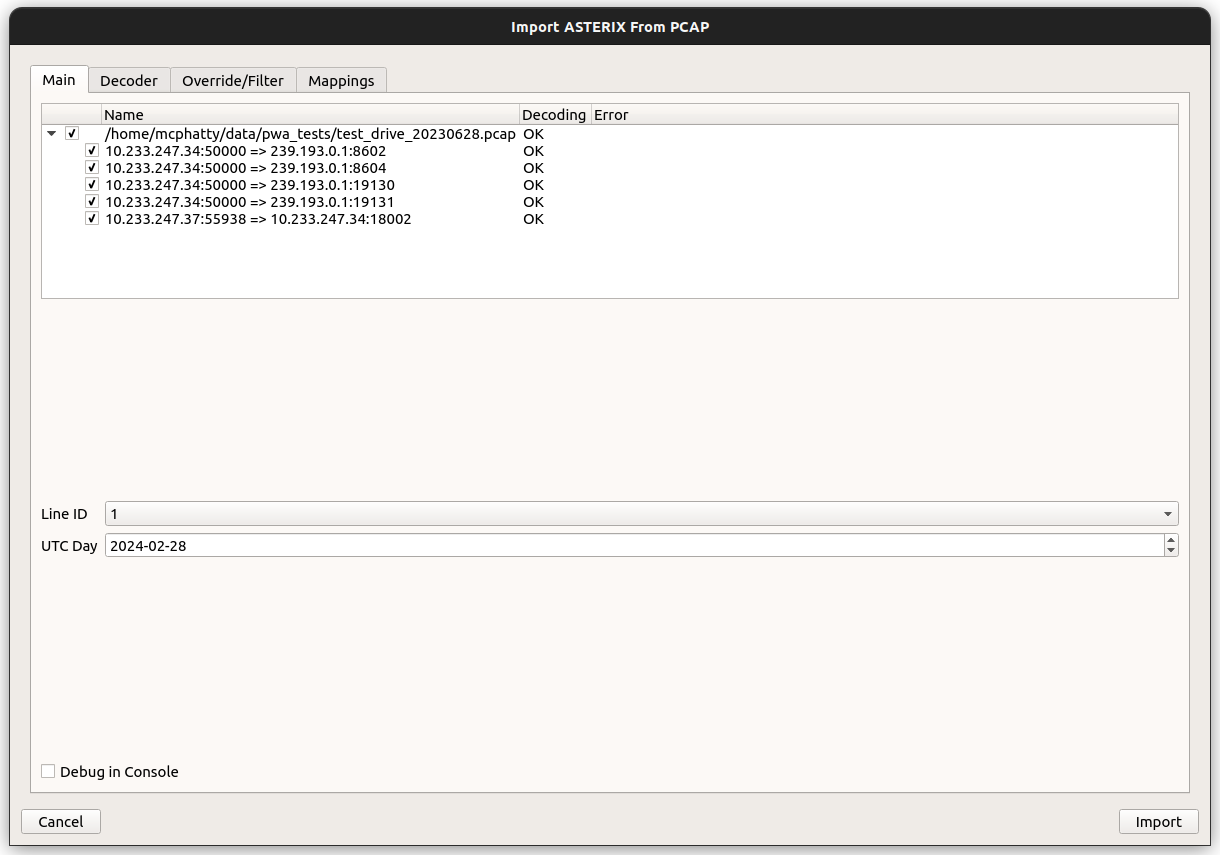 Import ASTERIX From PCAP
Main Decoder Override/Filter Mappings
Name Decoding Error
/home/mcphatty/data/pwa_tests/test_drive_20230628.pcap OK
10.233.247.34:50000 => 239.193.0.1:8602 OK
10.233.247.34:50000 => 239.193.0.1:8604 OK
10.233.247.34:50000 => 239.193.0.1:19130 OK
10.233.247.34:50000 => 239.193.0.1:19131 OK
10.233.247.37:55938 => 10.233.247.34:18002 OK
Line ID 1
UTC Day 2024-02-28
Debug in Console
Cancel Import